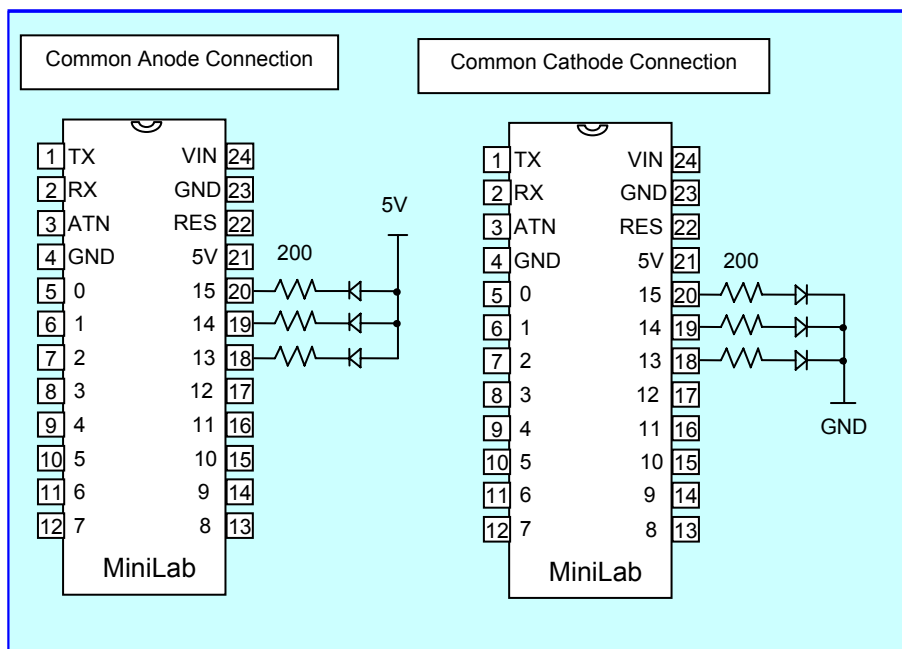 Common Anode Connection
1 TX VIN 24
2 RX GND 23
3 ATN RES 22
4 GND 5V 21
5 0 15 20
6 1 14 19
7 2 13 18
8 3 12 17
9 4 11 16
10 5 10 15
11 6 9 14
12 7 8 13
MiniLab
200
5V
Common Cathode Connection
1 TX VIN 24
2 RX GND 23
3 ATN RES 22
4 GND 5V 21
5 0 15 20
6 1 14 19
7 2 13 18
8 3 12 17
9 4 11 16
10 5 10 15
11 6 9 14
12 7 8 13
MiniLab
200
GND